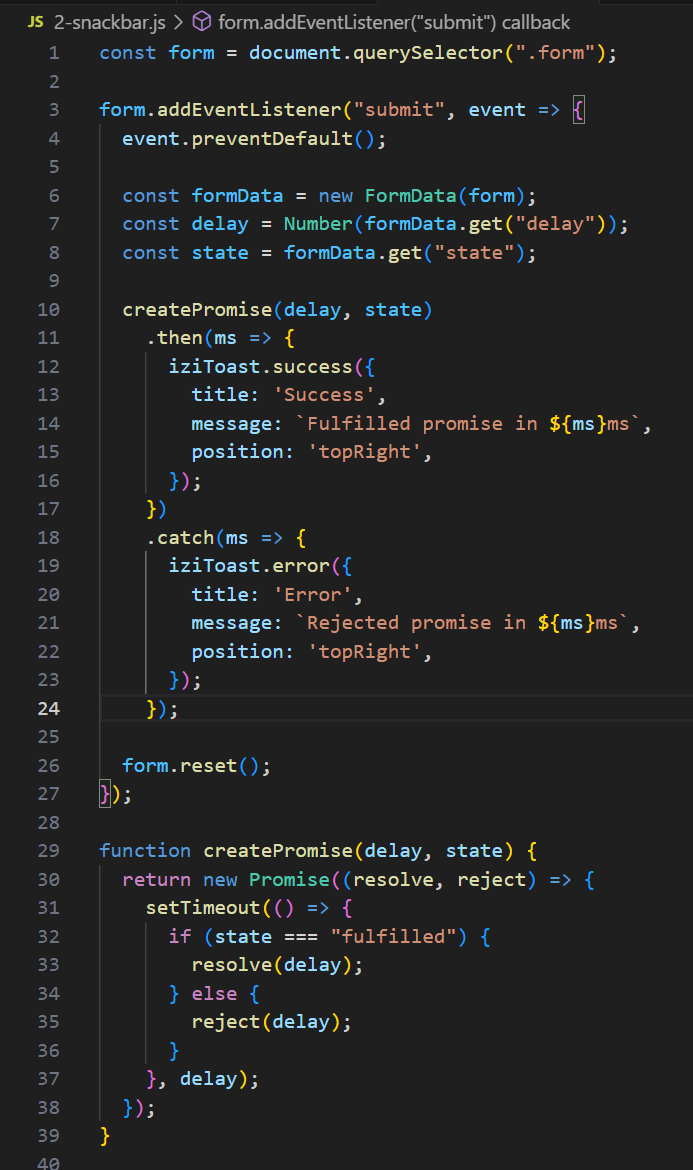 JS 2-snackbar.js > form.addEventListener("submit") callback
1 const form = document.querySelector(".form");
2
3 form.addEventListener("submit", event => {
4   event.preventDefault();
5
6   const formData = new FormData(form);
7   const delay = Number(formData.get("delay"));
8   const state = formData.get("state");
9
10   createPromise(delay, state)
11     .then(ms => {
12       iziToast.success({
13         title: 'Success',
14         message: `Fulfilled promise in ${ms}ms`,
15         position: 'topRight',
16       });
17     })
18     .catch(ms => {
19       iziToast.error({
20         title: 'Error',
21         message: `Rejected promise in ${ms}ms`,
22         position: 'topRight',
23       });
24     });
25
26   form.reset();
27 });
28
29 function createPromise(delay, state) {
30   return new Promise((resolve, reject) => {
31     setTimeout(() => {
32       if (state === "fulfilled") {
33         resolve(delay);
34       } else {
35         reject(delay);
36       }
37     }, delay);
38   });
39 }
40